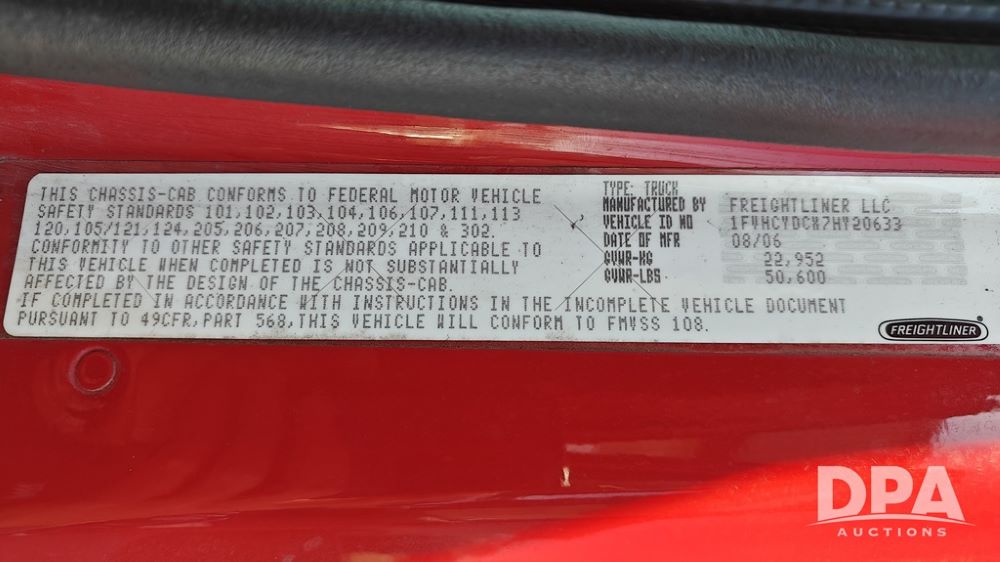 THIS CHASSIS-CAB CONFORMS TO FEDERAL MOTOR VEHICLE
SAFETY STANDARDS 101,102,103,104,106,107,111,113
120,105/121,124,205,206,207,208,209,210 & 302.
CONFORMITY TO OTHER SAFETY STANDARDS APPLICABLE TO
THIS VEHICLE WHEN COMPLETED IS NOT SUBSTANTIALLY
AFFECTED BY THE DESIGN OF THE CHASSIS-CAB.
IF COMPLETED IN ACCORDANCE WITH INSTRUCTIONS IN THE INCOMPLETE VEHICLE DOCUMENT
PURSUANT TO 49CFR,PART 568,THIS VEHICLE WILL CONFORM TO FMVSS 108.
TYPE: TRUCK
MANUFACTURED BY FREIGHTLINER LLC
VEHICLE ID NO 1FVHCYDCX7HY20633
DATE OF MFR 08/06
GVWR-KG 22,952
GVWR-LBS 50,600
FREIGHTLINER
DPA
AUCTIONS